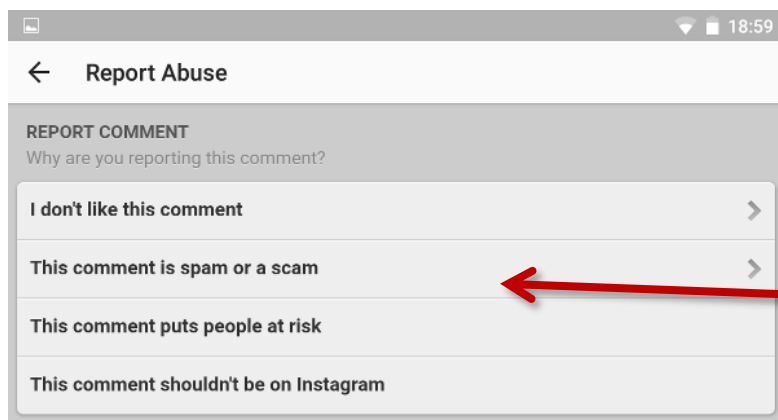 18:59
Report Abuse
REPORT COMMENT
Why are you reporting this comment?
I don't like this comment
This comment is spam or a scam
This comment puts people at risk
This comment shouldn't be on Instagram